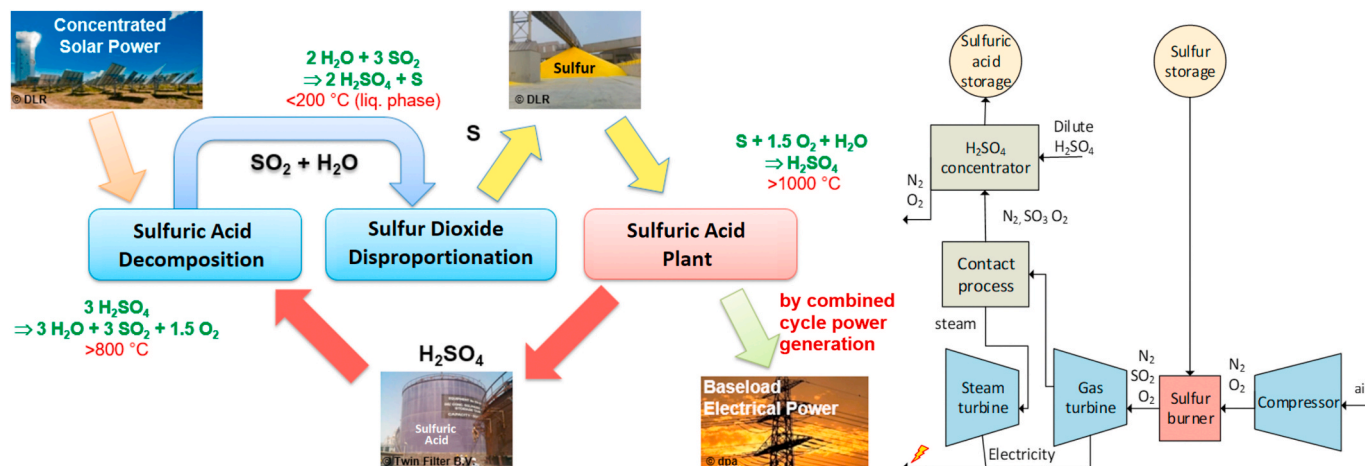 Concentrated
Solar Power
© DLR
2 H₂O + 3 SO₂
⇒ 2 H₂SO₄ + S
<200 °C (liq. phase)
Sulfur
© DLR
S
SO₂ + H₂O
S + 1.5 O₂ + H₂O
⇒ H₂SO₄
>1000 °C
Sulfuric Acid
Decomposition
Sulfur Dioxide
Disproportionation
Sulfuric Acid
Plant
3 H₂SO₄
⇒ 3 H₂O + 3 SO₂ + 1.5 O₂
>800 °C
H₂SO₄
Sulfuric
Acid
© Twin Filter B.V.
by combined
cycle power
generation
Baseload
Electrical Power
© dpa
Sulfuric
acid
storage
Sulfur
storage
H₂SO₄
concentrator
Dilute
H₂SO₄
N₂
O₂
N₂, SO₃ O₂
Contact
process
steam
Steam
turbine
Gas
turbine
N₂
SO₂
O₂
Sulfur
burner
N₂
O₂
Compressor
Electricity